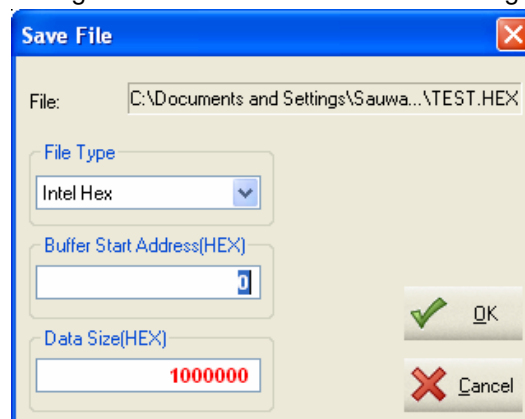 Save File
File: C:\Documents and Settings\Sauwa...\TEST.HEX
File Type
Intel Hex
Buffer Start Address(HEX)
0
Data Size(HEX)
1000000
OK
Cancel